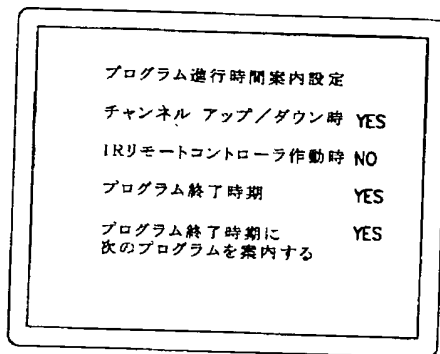 プログラム進行時間案内設定
チャンネル アップ/ダウン時 YES
IRリモートコントローラ作動時 NO
プログラム終了時期 YES
プログラム終了時期に YES
次のプログラムを案内する